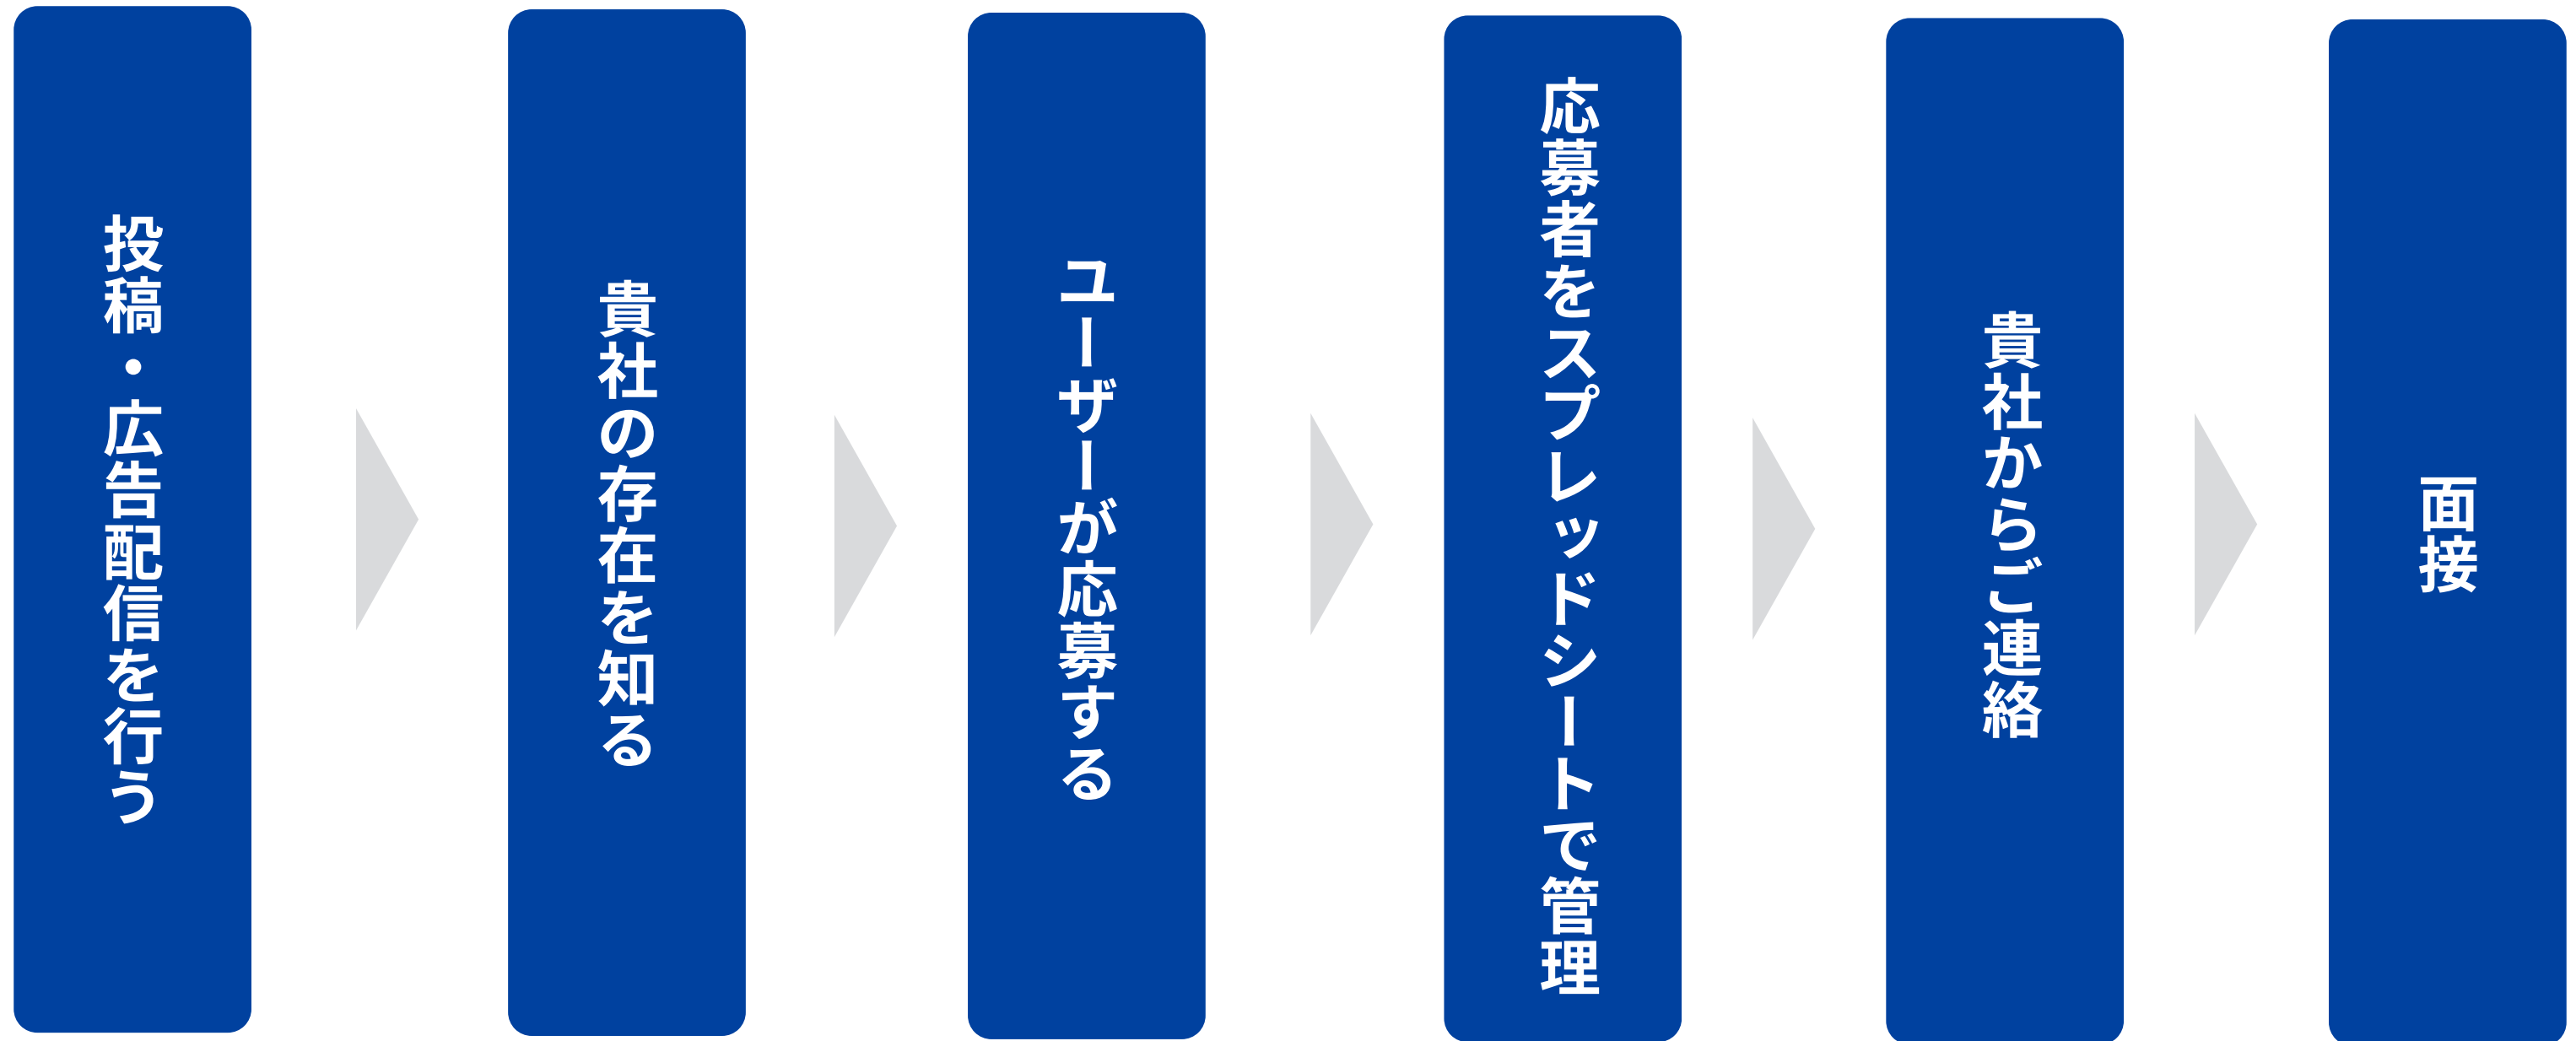 投稿・広告配信を行う
貴社の存在を知る
ユーザーが応募する
応募者をスプレッドシートで管理
貴社からご連絡
面接